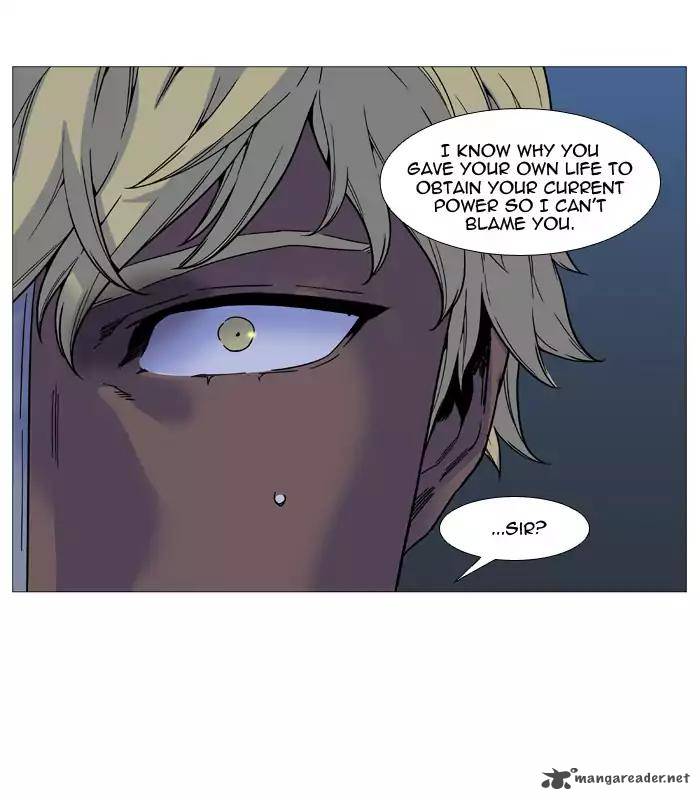 I KNOW WHY YOU
GAVE YOUR OWN LIFE TO
OBTAIN YOUR CURRENT
POWER SO I CAN'T
BLAME YOU.
...SIR?
mangareader.net